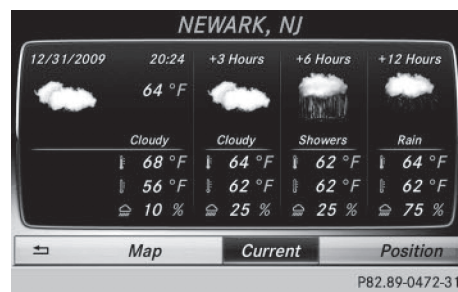 NEWARK, NJ
12/31/2009 20:24 +3 Hours +6 Hours +12 Hours
64 °F
Cloudy Cloudy Showers Rain
68 °F 64 °F 62 °F 64 °F
56 °F 62 °F 62 °F 62 °F
10 % 25 % 25 % 75 %
Map Current Position
P82.89-0472-31